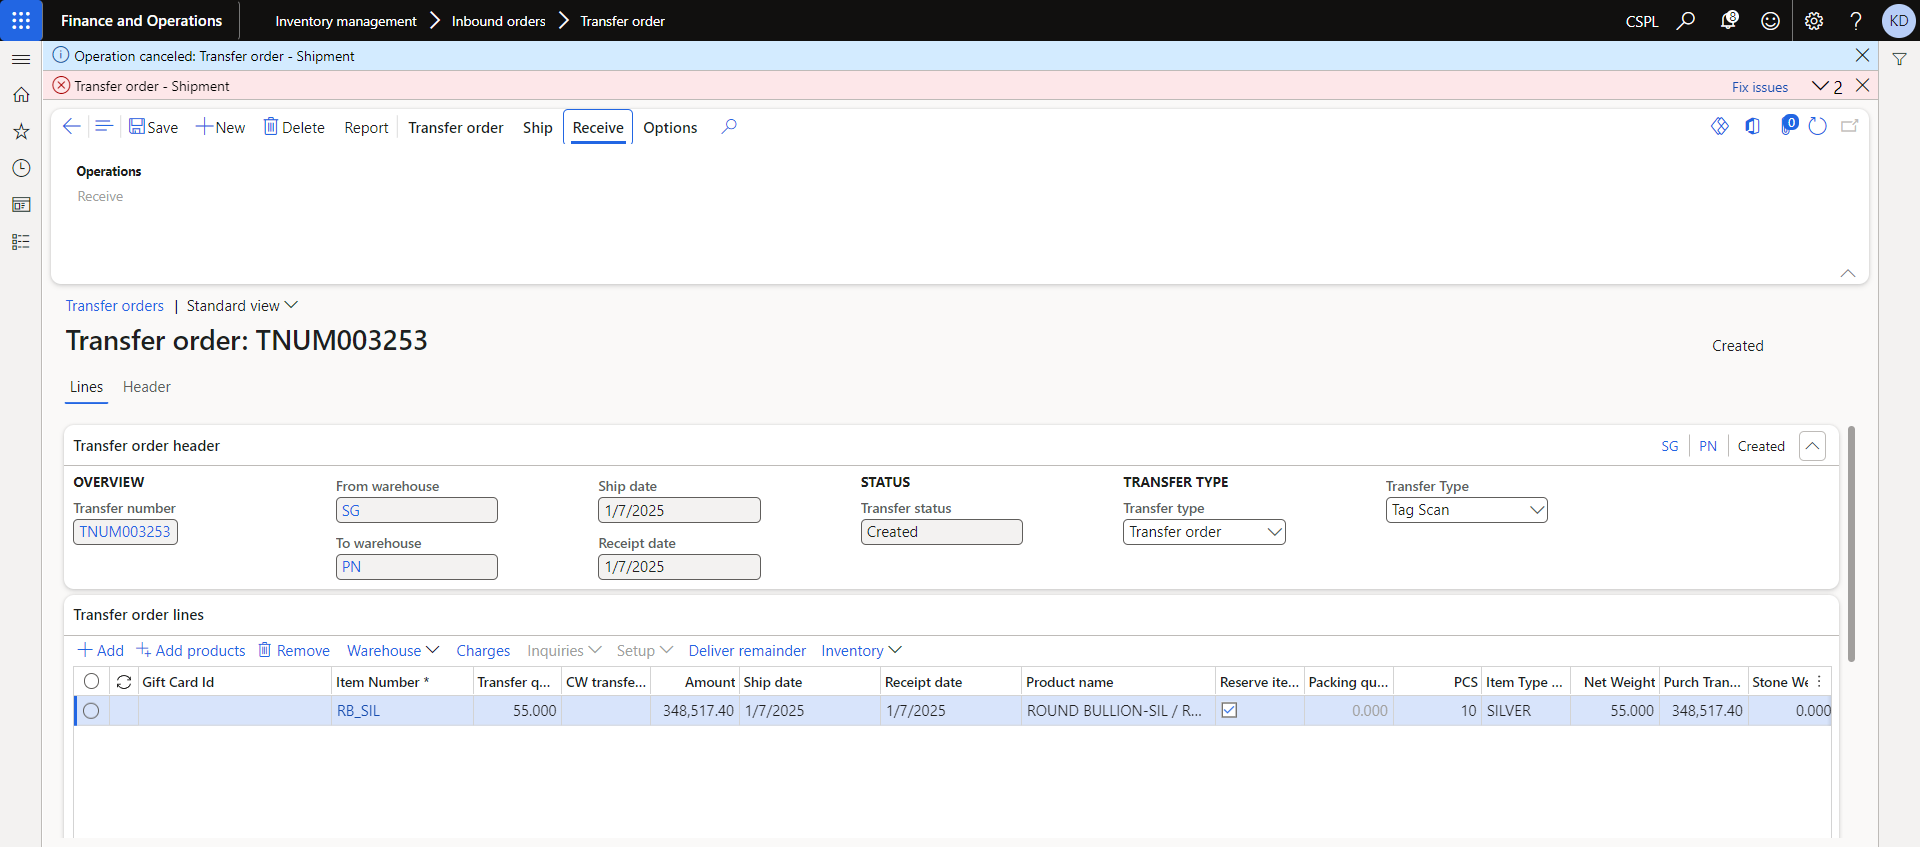 Finance and Operations
Inventory management Inbound orders Transfer order
CSPL
8
KD
Operation canceled: Transfer order - Shipment
Transfer order - Shipment
Fix issues 2
Save New Delete Report Transfer order Ship Receive Options
0
Operations
Receive
Transfer orders | Standard view
Transfer order: TNUM003253
Created
Lines Header
Transfer order header
SG PN Created
OVERVIEW
Transfer number
TNUM003253
From warehouse
SG
To warehouse
PN
Ship date
1/7/2025
Receipt date
1/7/2025
STATUS
Transfer status
Created
TRANSFER TYPE
Transfer type
Transfer order
Transfer Type
Tag Scan
Transfer order lines
Add Add products Remove Warehouse Charges Inquiries Setup Deliver remainder Inventory
Gift Card Id Item Number * Transfer q... CW transfe... Amount Ship date Receipt date Product name Reserve ite... Packing qu... PCS Item Type ... Net Weight Purch Tran... Stone We
RB_SIL 55.000 348,517.40 1/7/2025 1/7/2025 ROUND BULLION-SIL / R... 0.000 10 SILVER 55.000 348,517.40 0.000